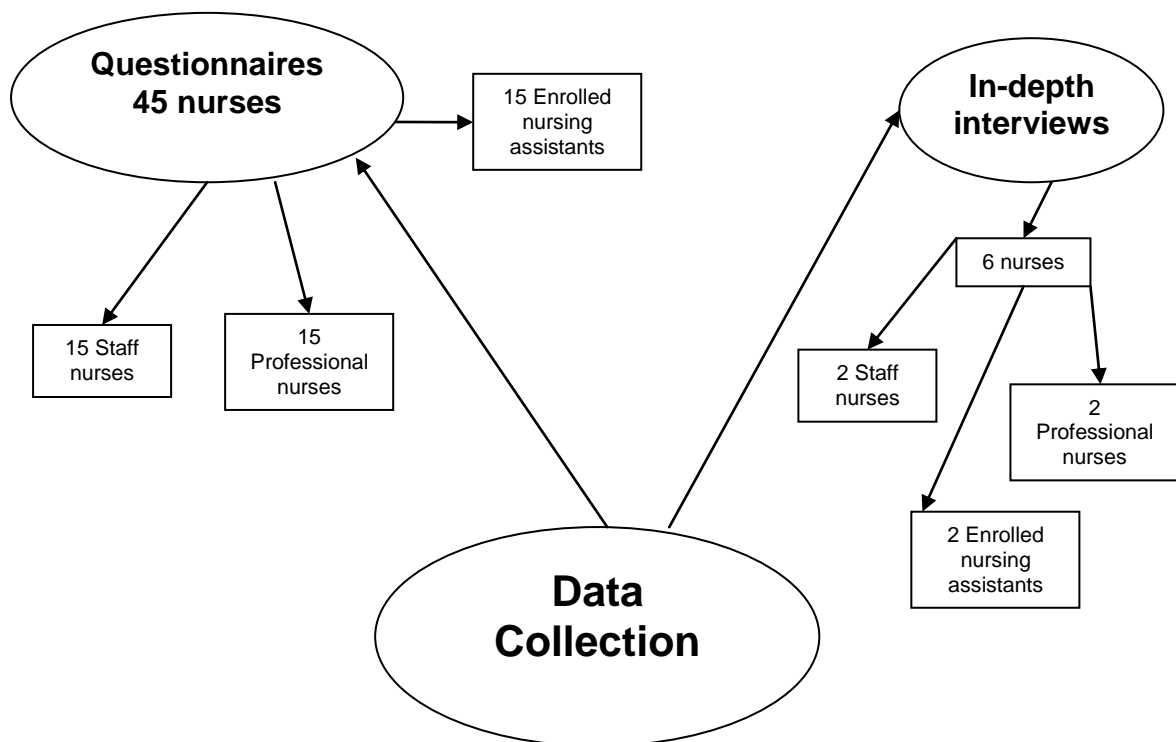 Questionnaires
45 nurses
15 Enrolled
nursing
assistants
15 Staff
nurses
15
Professional
nurses
In-depth
interviews
6 nurses
2 Staff
nurses
2
Professional
nurses
2 Enrolled
nursing
assistants
Data
Collection